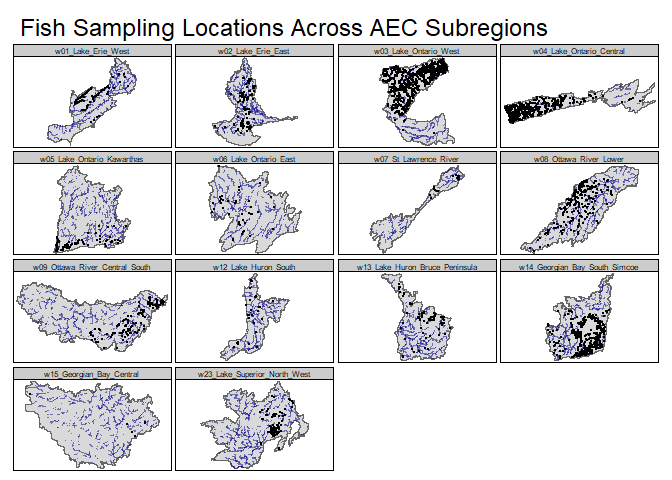 Fish Sampling Locations Across AEC Subregions
w01_Lake_Erie_West
w02_Lake_Erie_East
w03_Lake_Ontario_West
w04_Lake_Ontario_Central
w05_Lake_Ontario_Kawarthas
w06_Lake_Ontario_East
w07_St_Lawrence_River
w08_Ottawa_River_Lower
w09_Ottawa_River_Central_South
w12_Lake_Huron_South
w13_Lake_Huron_Bruce_Peninsula
w14_Georgian_Bay_South_Simcoe
w15_Georgian_Bay_Central
w23_Lake_Superior_North_West